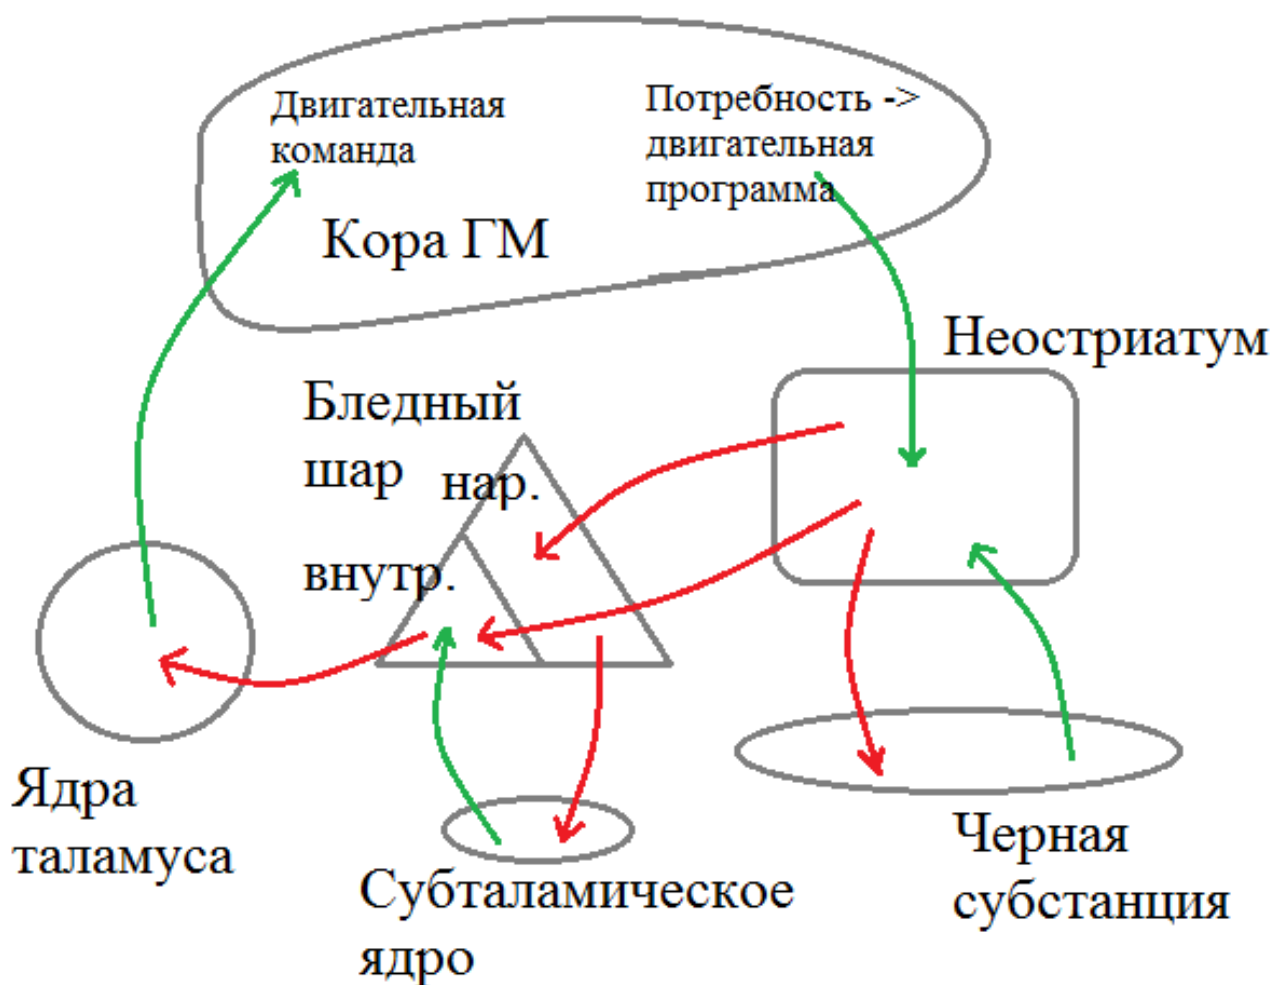 Двигательная
команда
Потребность ->
двигательная
программа
Кора ГМ
Неостриатум
Бледный
шар
нар.
внутр.
Ядра
таламуса
Субталамическое
ядро
Черная
субстанция